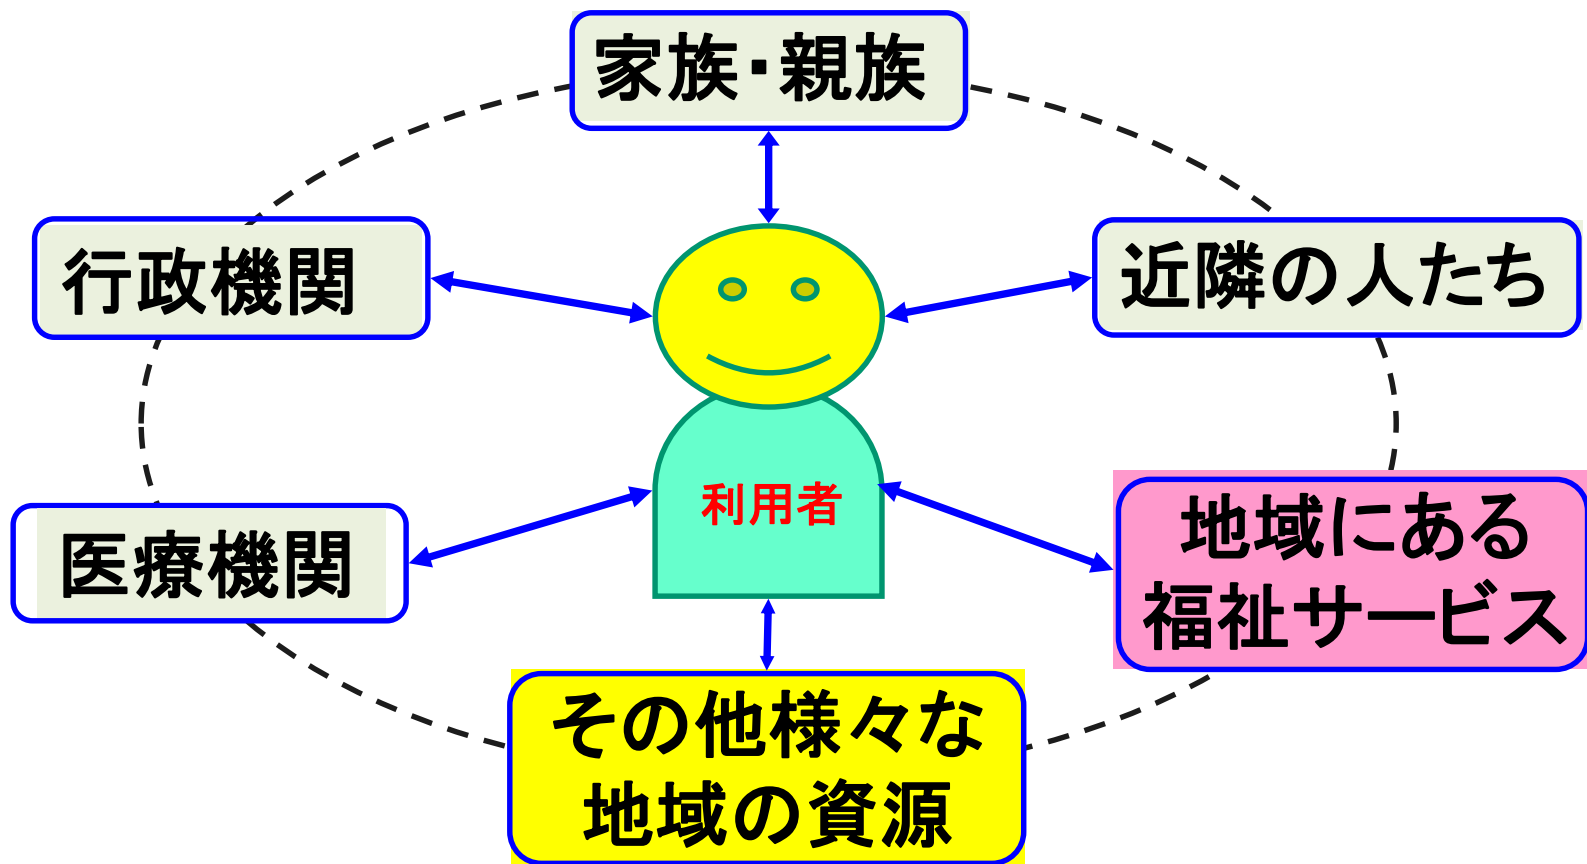 家族・親族
行政機関
近隣の人たち
利用者
医療機関
地域にある
福祉サービス
その他様々な
地域の資源